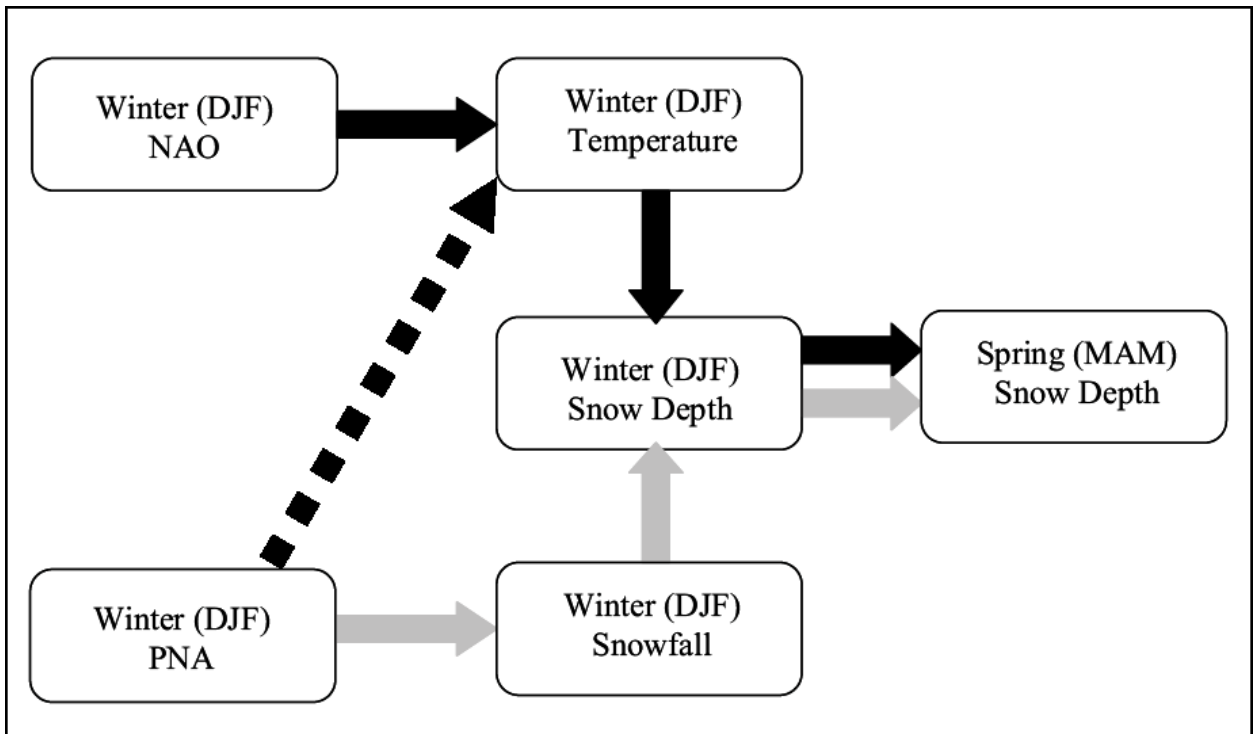 Winter (DJF)
NAO
Winter (DJF)
Temperature
Winter (DJF)
Snow Depth
Spring (MAM)
Snow Depth
Winter (DJF)
PNA
Winter (DJF)
Snowfall